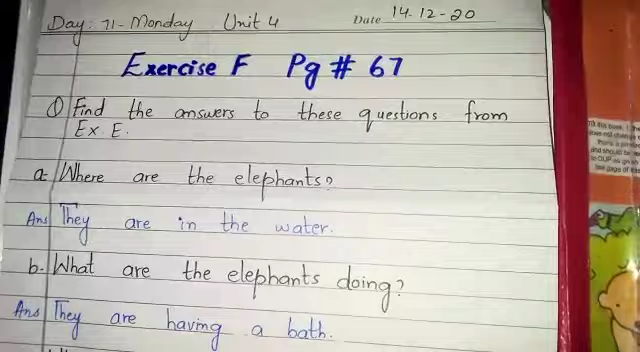 Day: 71- Monday Unit 4 Date 14-12-20
Exercise F Pg # 67
① Find the answers to these questions from
Ex E.
a. Where are the elephants?
Ans They are in the water.
b. What are the elephants doing?
Ans They are having a bath.